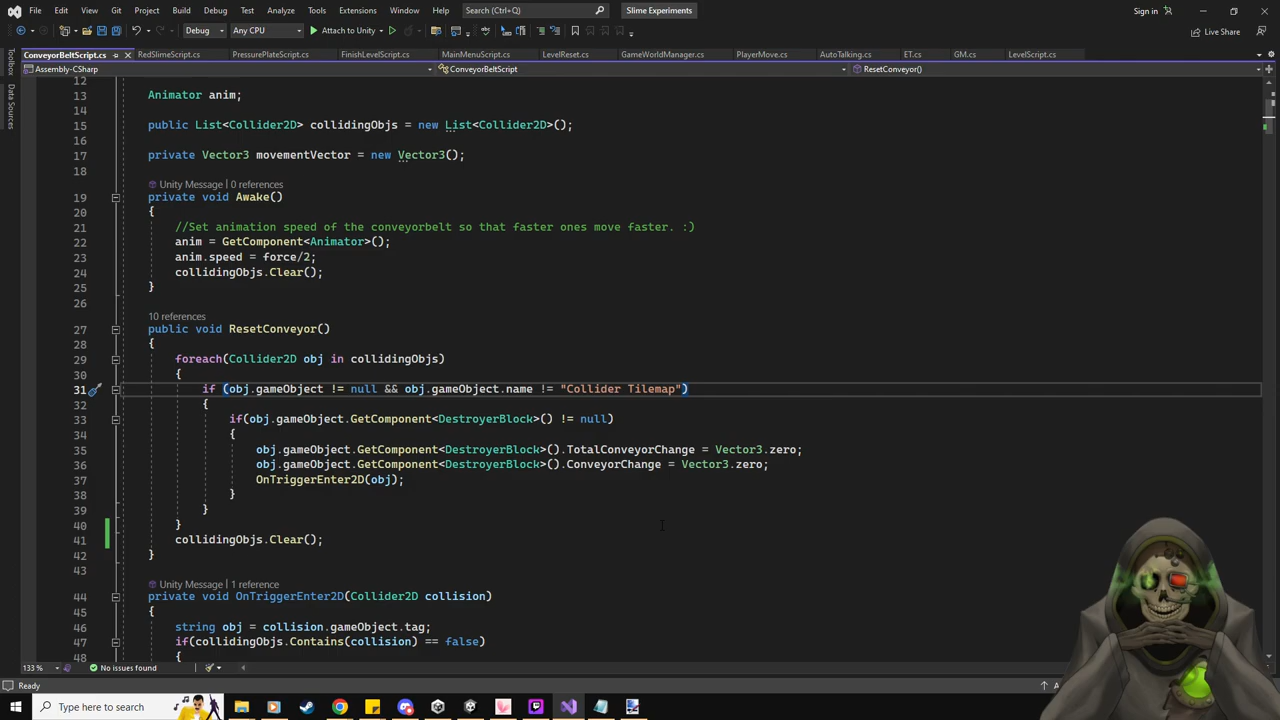 File Edit View Git Project Build Debug Test Analyze Tools Extensions Window Help Search (Ctrl+Q) Slime Experiments Sign in
Debug Any CPU Attach to Unity Live Share
ConveyorBeltScript.cs RedSlimeScript.cs PressurePlateScript.cs FinishLevelScript.cs MainMenuScript.cs LevelReset.cs GameWorldManager.cs PlayerMove.cs AutoTalking.cs ET.cs GM.cs LevelScript.cs
Toolbox
Data Sources
Assembly-CSharp ConveyorBeltScript ResetConveyor()
12
13 Animator anim;
14
15 public List<Collider2D> collidingObjs = new List<Collider2D>();
16
17 private Vector3 movementVector = new Vector3();
18
Unity Message | 0 references
19 private void Awake()
20 {
21 //Set animation speed of the conveyorbelt so that faster ones move faster. :)
22 anim = GetComponent<Animator>();
23 anim.speed = force/2;
24 collidingObjs.Clear();
25 }
26
10 references
27 public void ResetConveyor()
28 {
29 foreach(Collider2D obj in collidingObjs)
30 {
31 if (obj.gameObject != null && obj.gameObject.name != "Collider Tilemap")
32 {
33 if(obj.gameObject.GetComponent<DestroyerBlock>() != null)
34 {
35 obj.gameObject.GetComponent<DestroyerBlock>().TotalConveyorChange = Vector3.zero;
36 obj.gameObject.GetComponent<DestroyerBlock>().ConveyorChange = Vector3.zero;
37 OnTriggerEnter2D(obj);
38 }
39 }
40 }
41 collidingObjs.Clear();
42 }
43
Unity Message | 1 reference
44 private void OnTriggerEnter2D(Collider2D collision)
45 {
46 string obj = collision.gameObject.tag;
47 if(collidingObjs.Contains(collision) == false)
48 {
133 % No issues found
Ready
Type here to search